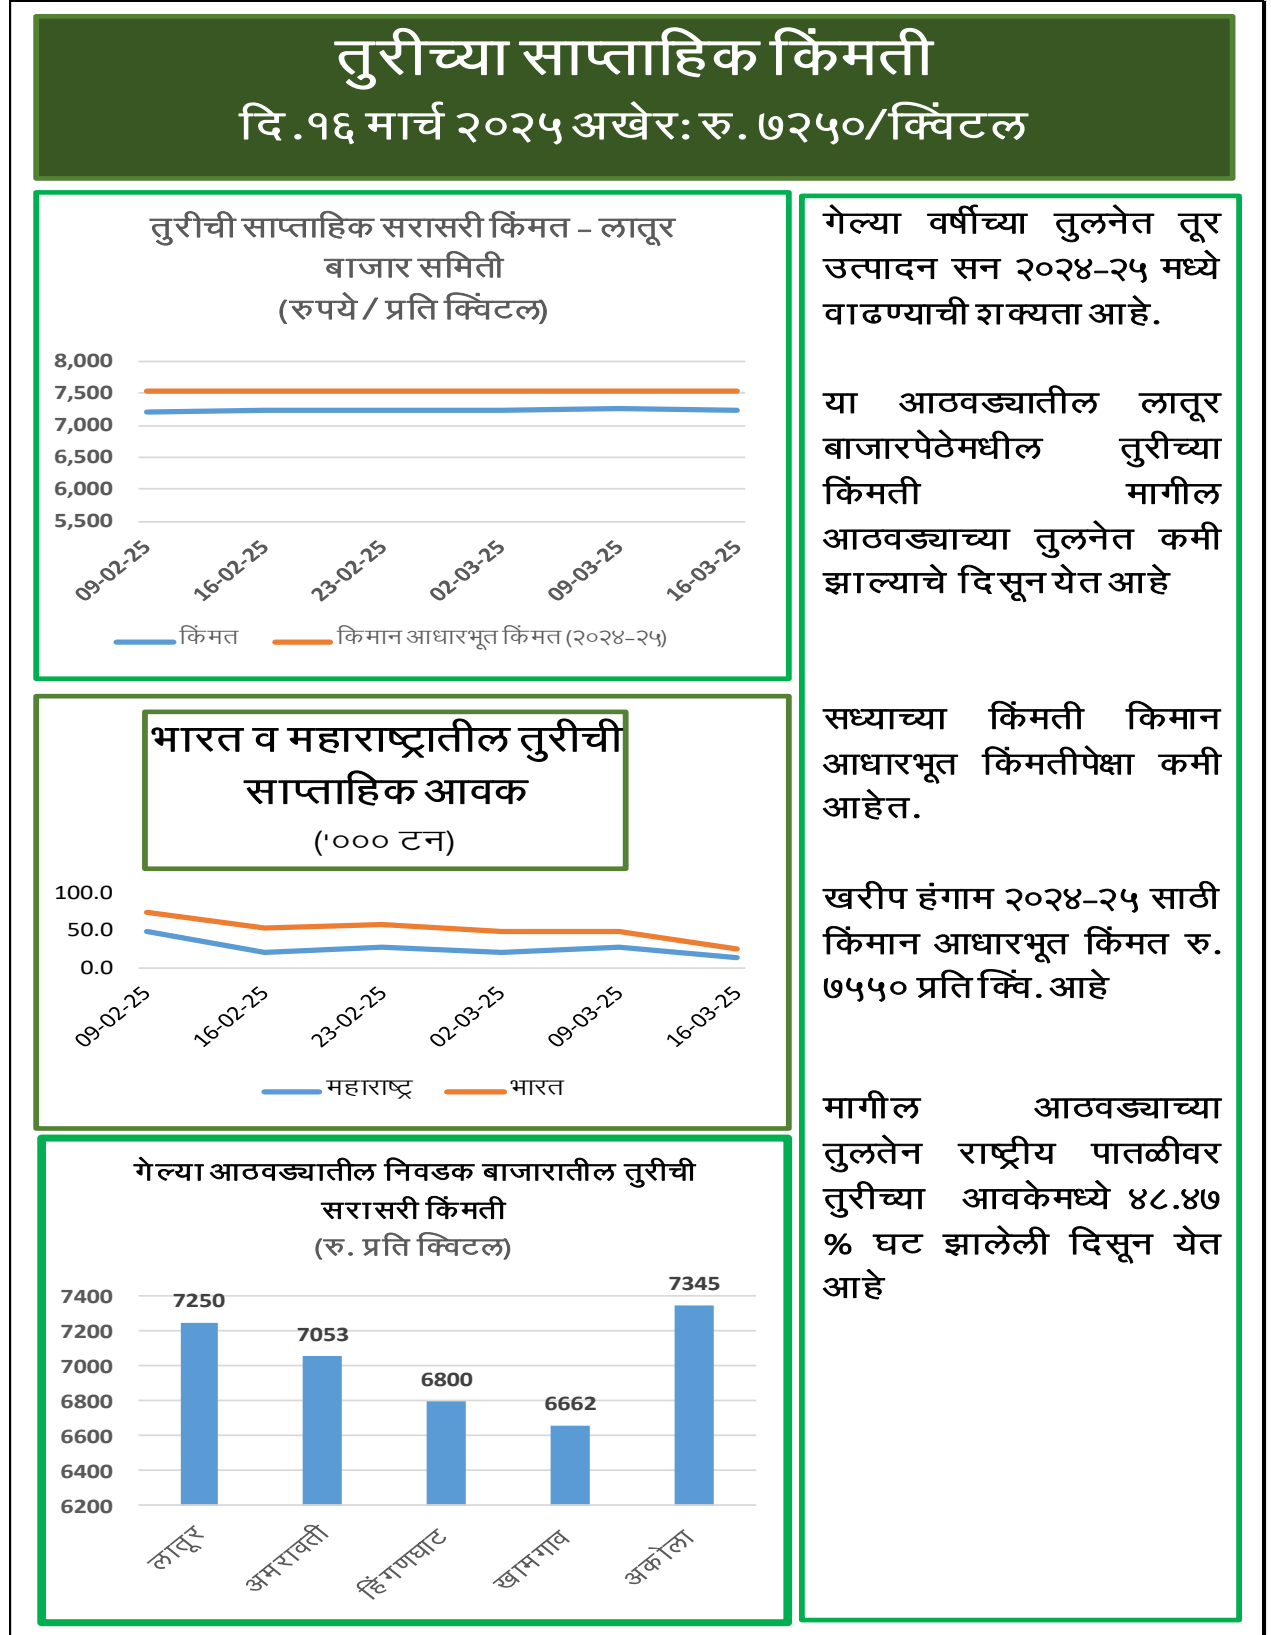 तुरीच्या साप्ताहिक किंमती
दि.१६ मार्च २०२५ अखेर: रु. ७२५०/क्विंटल
तुरीची साप्ताहिक सरासरी किंमत – लातूर
बाजार समिती
(रुपये / प्रति क्विंटल)
8,000
7,500
7,000
6,500
6,000
5,500
09-02-25
16-02-25
23-02-25
02-03-25
09-03-25
16-03-25
किंमत
किमान आधारभूत किंमत (२०२४–२५)
भारत व महाराष्ट्रातील तुरीची
साप्ताहिक आवक
('००० टन)
100.0
50.0
0.0
09-02-25
16-02-25
23-02-25
02-03-25
09-03-25
16-03-25
महाराष्ट्र
भारत
गेल्या आठवड्यातील निवडक बाजारातील तुरीची
सरासरी किंमती
(रु. प्रति क्विटल)
7400
7200
7000
6800
6600
6400
6200
7250
7053
6800
6662
7345
लातूर
अमरावती
हिंगणघाट
खामगाव
अकोला
गेल्या वर्षीच्या तुलनेत तूर
उत्पादन सन २०२४–२५ मध्ये
वाढण्याची शक्यता आहे.
या आठवड्यातील लातूर
बाजारपेठेमधील तुरीच्या
किंमती मागील
आठवड्याच्या तुलनेत कमी
झाल्याचे दिसून येत आहे
सध्याच्या किंमती किमान
आधारभूत किंमतीपेक्षा कमी
आहेत.
खरीप हंगाम २०२४–२५ साठी
किंमान आधारभूत किंमत रु.
७५५० प्रति क्विं. आहे
मागील आठवड्याच्या
तुलतेन राष्ट्रीय पातळीवर
तुरीच्या आवकेमध्ये ४८.४७
% घट झालेली दिसून येत
आहे